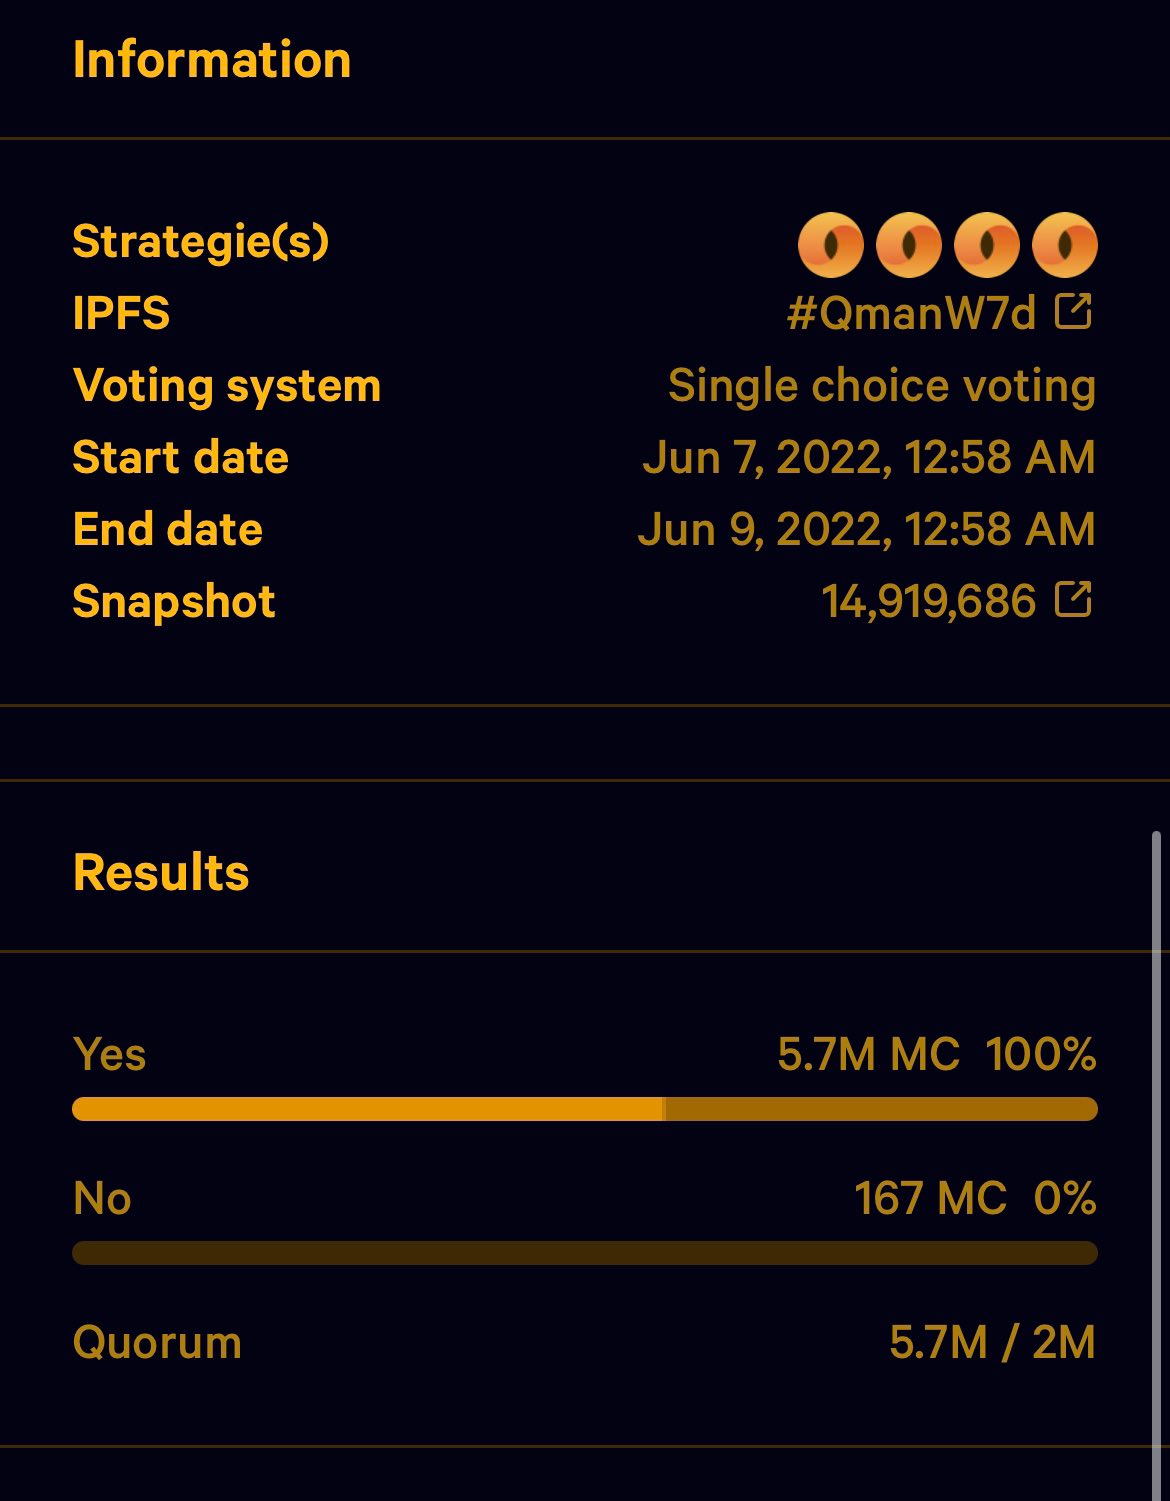 Information
Strategie(s)
IPFS #QmanW7d
Voting system Single choice voting
Start date Jun 7, 2022, 12:58 AM
End date Jun 9, 2022, 12:58 AM
Snapshot 14,919,686
Results
Yes 5.7M MC 100%
No 167 MC 0%
Quorum 5.7M / 2M